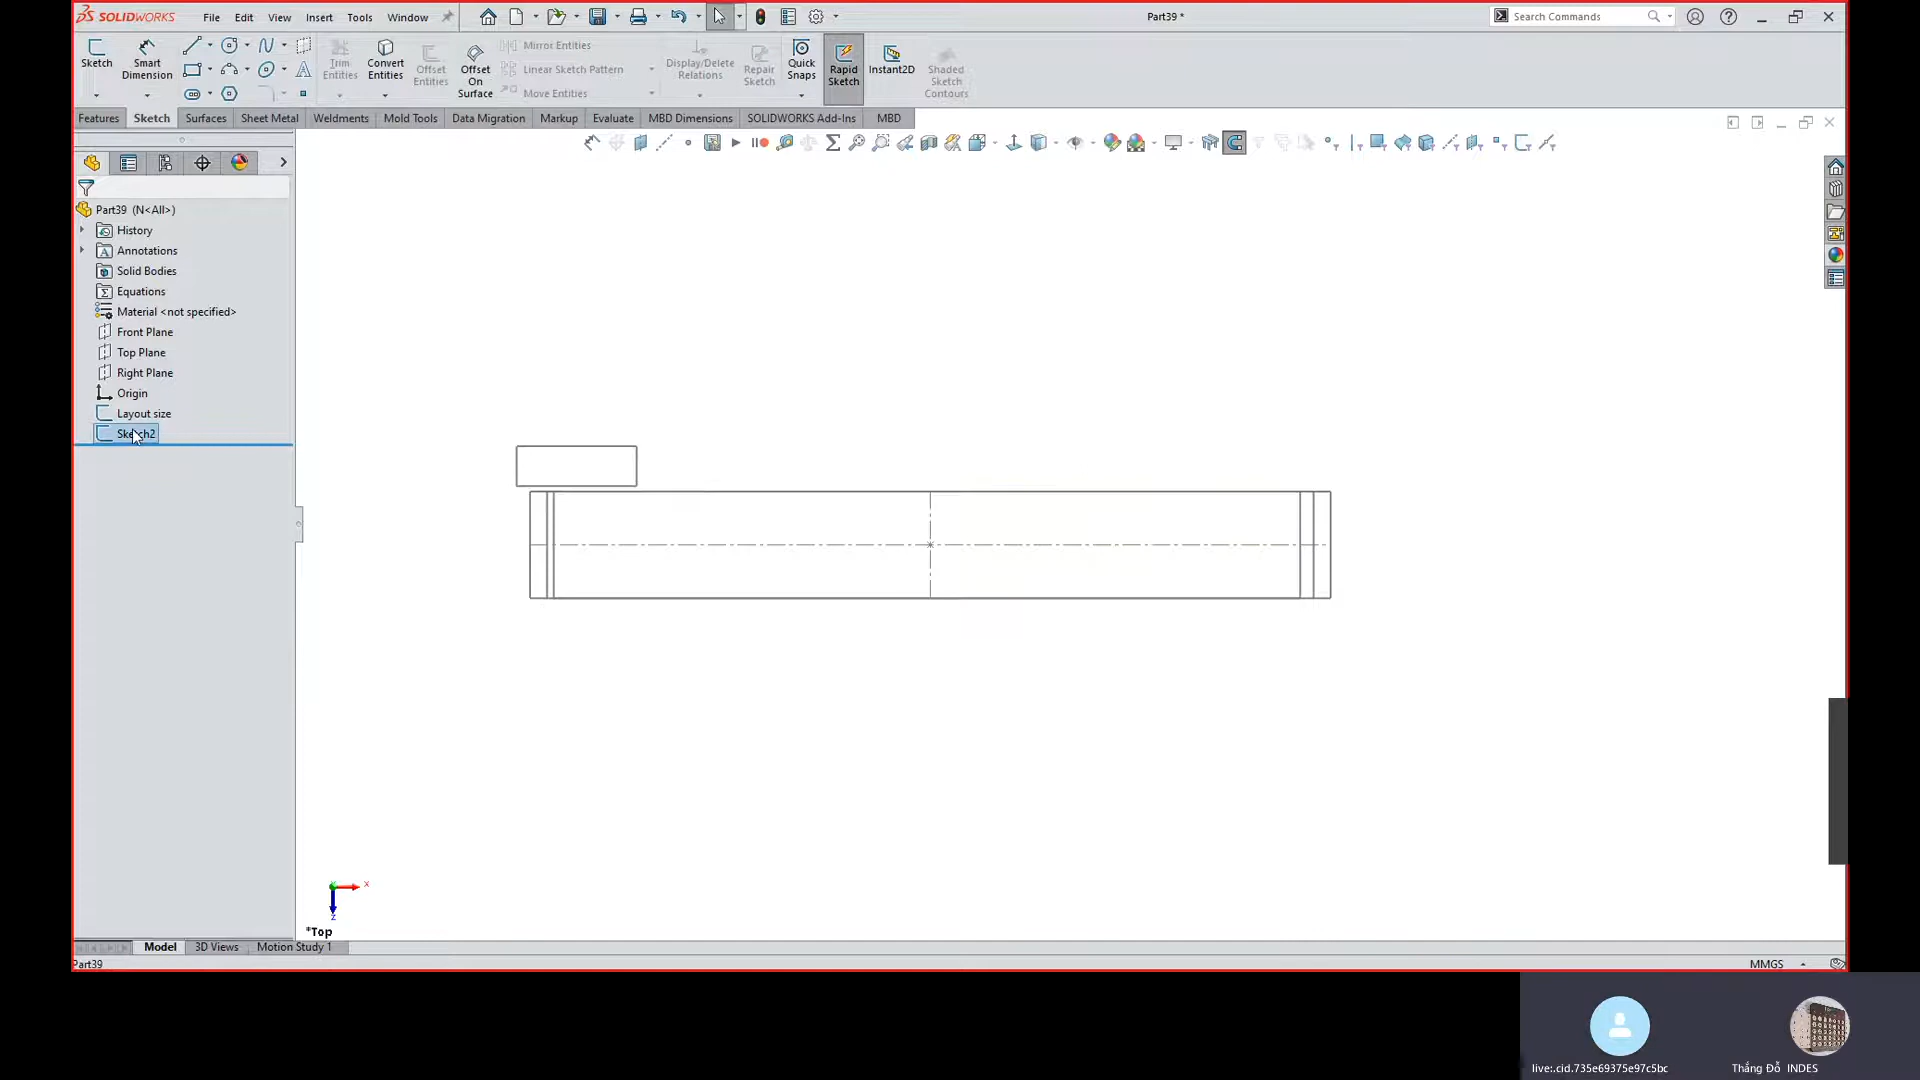 SOLIDWORKS File Edit View Insert Tools Window Part39 * Search Commands
Sketch Smart Dimension Trim Entities Convert Entities Offset Entities Offset On Surface Mirror Entities Linear Sketch Pattern Move Entities Display/Delete Relations Repair Sketch Quick Snaps Rapid Sketch Instant2D Shaded Sketch Contours
Features Sketch Surfaces Sheet Metal Weldments Mold Tools Data Migration Markup Evaluate MBD Dimensions SOLIDWORKS Add-Ins MBD
Part39 (N<All>)
History
Annotations
Solid Bodies
Equations
Material <not specified>
Front Plane
Top Plane
Right Plane
Origin
Layout size
Sketch2
x
z
*Top
Model 3D Views Motion Study 1
Part39 MMGS
live:.cid.735e69375e97c5bc Thắng Đỗ INDES